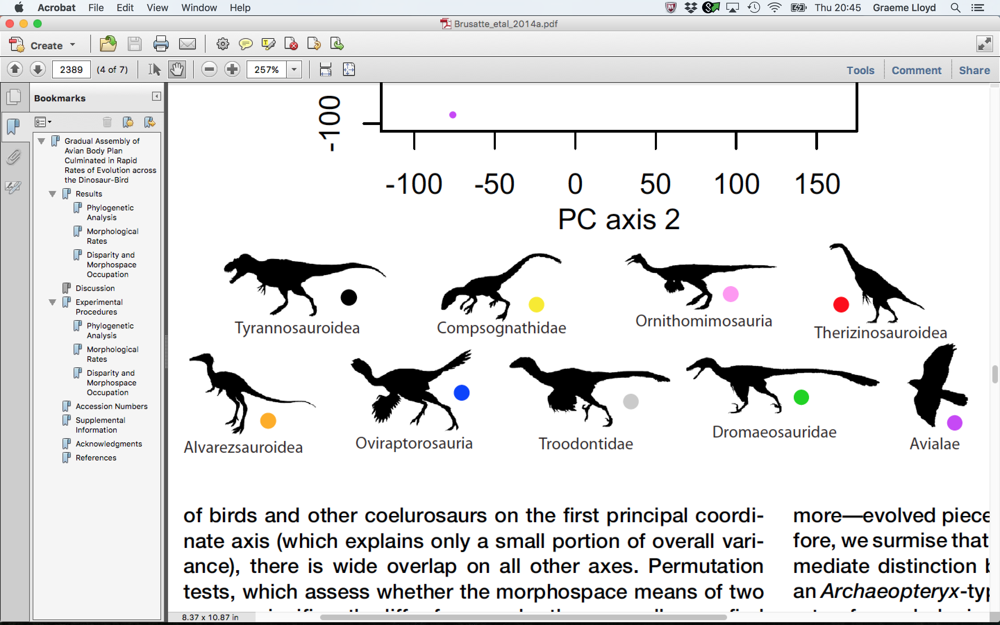 Acrobat File Edit View Window Help
Thu 20:45 Graeme Lloyd
Brusatte_etal_2014a.pdf
Create
2389 (4 of 7) 257%
Tools Comment Share
Bookmarks
Gradual Assembly of
Avian Body Plan
Culminated in Rapid
Rates of Evolution across
the Dinosaur-Bird
Results
Phylogenetic
Analysis
Morphological
Rates
Disparity and
Morphospace
Occupation
Discussion
Experimental
Procedures
Phylogenetic
Analysis
Morphological
Rates
Disparity and
Morphospace
Occupation
Accession Numbers
Supplemental
Information
Acknowledgments
References
-100
-100 -50 0 50 100 150
PC axis 2
Tyrannosauroidea
Compsognathidae
Ornithomimosauria
Therizinosauroidea
Alvarezsauroidea
Oviraptorosauria
Troodontidae
Dromaeosauridae
Avialae
of birds and other coelurosaurs on the first principal coordi-
nate axis (which explains only a small portion of overall vari-
ance), there is wide overlap on all other axes. Permutation
tests, which assess whether the morphospace means of two
more—evolved piece
fore, we surmise that
mediate distinction
an Archaeopteryx-typ
8.37 x 10.87 in